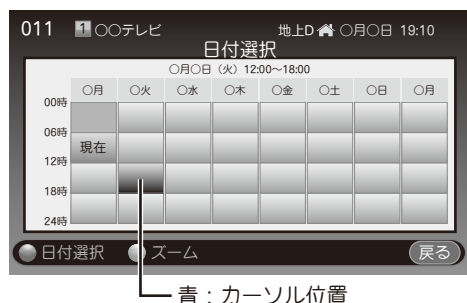 011 1 ○○テレビ 地上D ○月○日 19:10
日付選択
○月○日（火）12:00～18:00
○月 ○火 ○水 ○木 ○金 ○土 ○日 ○月
00時
06時
現在
12時
18時
24時
日付選択 ズーム 戻る
青：カーソル位置